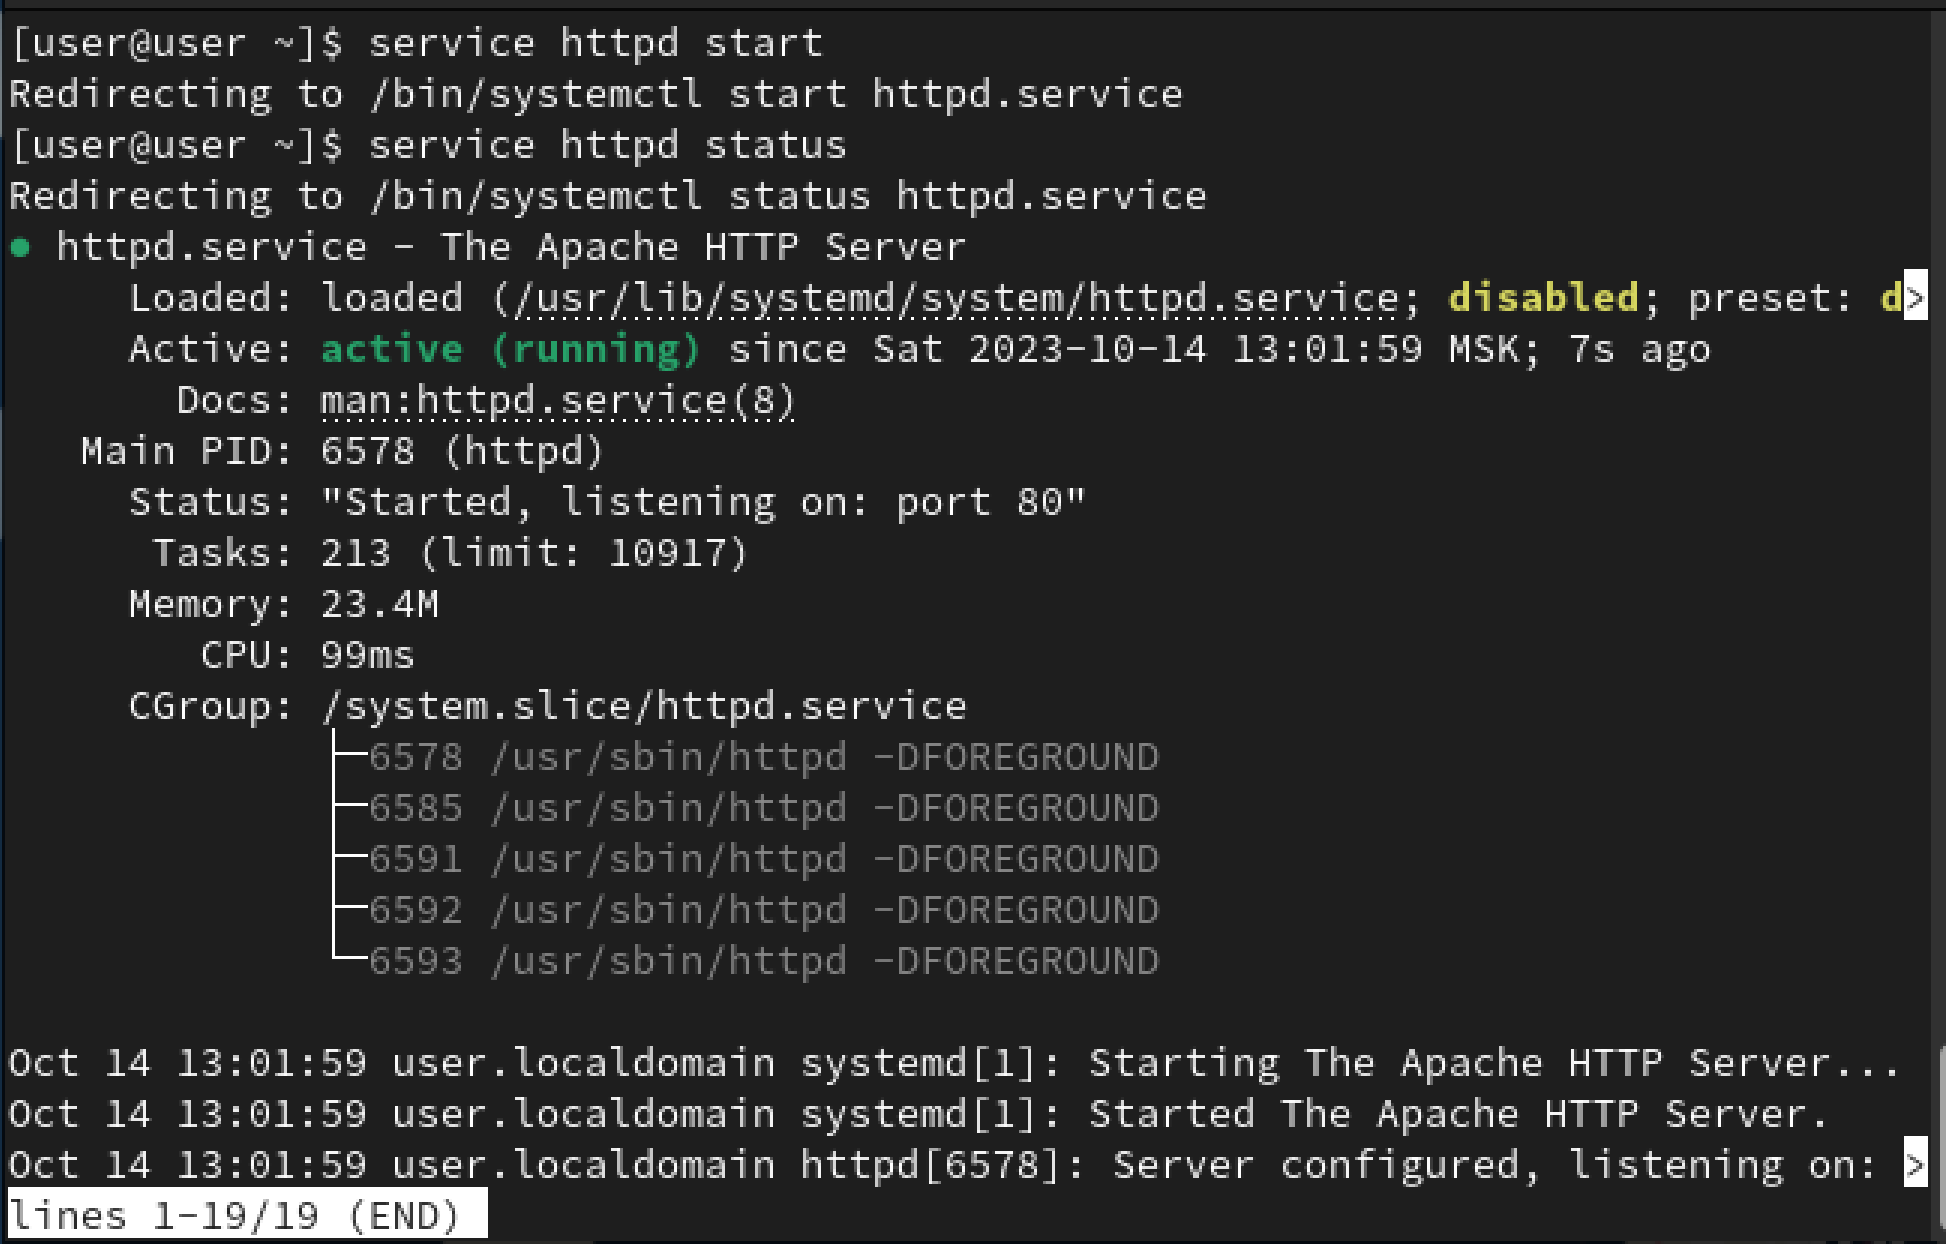 [user@user ~]$ service httpd start
Redirecting to /bin/systemctl start httpd.service
[user@user ~]$ service httpd status
Redirecting to /bin/systemctl status httpd.service
● httpd.service - The Apache HTTP Server
     Loaded: loaded (/usr/lib/systemd/system/httpd.service; disabled; preset: d>
     Active: active (running) since Sat 2023-10-14 13:01:59 MSK; 7s ago
       Docs: man:httpd.service(8)
   Main PID: 6578 (httpd)
     Status: "Started, listening on: port 80"
      Tasks: 213 (limit: 10917)
     Memory: 23.4M
        CPU: 99ms
     CGroup: /system.slice/httpd.service
             ├─6578 /usr/sbin/httpd -DFOREGROUND
             ├─6585 /usr/sbin/httpd -DFOREGROUND
             ├─6591 /usr/sbin/httpd -DFOREGROUND
             ├─6592 /usr/sbin/httpd -DFOREGROUND
             └─6593 /usr/sbin/httpd -DFOREGROUND
Oct 14 13:01:59 user.localdomain systemd[1]: Starting The Apache HTTP Server...
Oct 14 13:01:59 user.localdomain systemd[1]: Started The Apache HTTP Server.
Oct 14 13:01:59 user.localdomain httpd[6578]: Server configured, listening on: >
lines 1-19/19 (END)